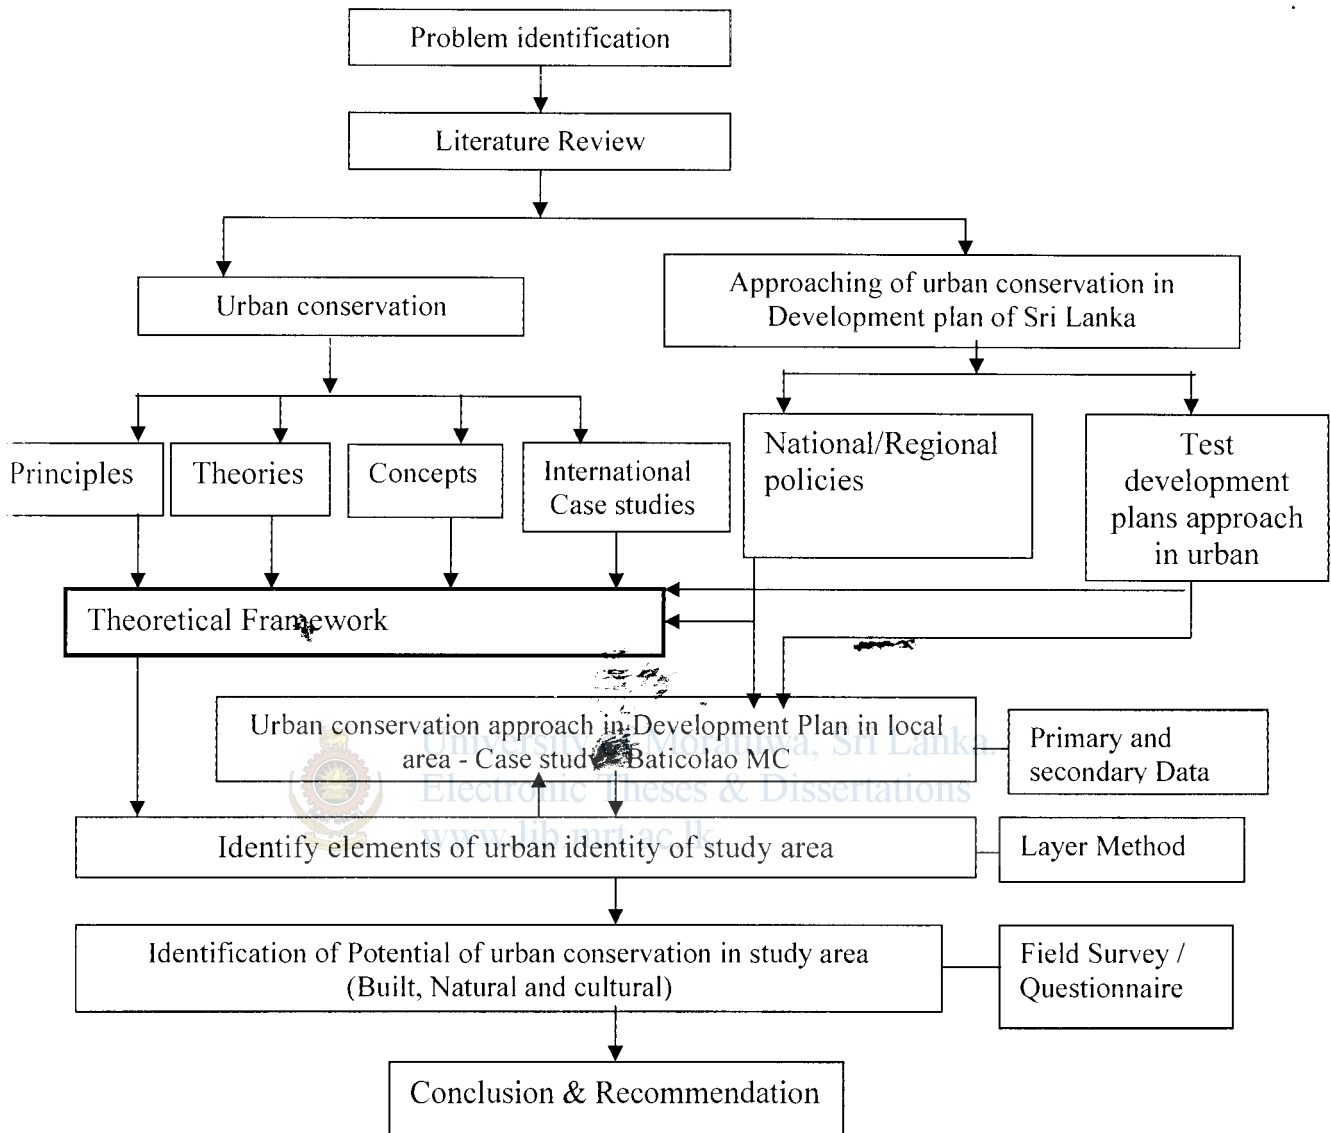 Problem identification
Literature Review
Urban conservation
Approaching of urban conservation in
Development plan of Sri Lanka
Principles
Theories
Concepts
International
Case studies
National/Regional
policies
Test
development
plans approach
in urban
Theoretical Framework
Urban conservation approach in Development Plan in local
area - Case study Baticolao MC
Primary and
secondary Data
University of Moratuwa, Sri Lanka.
Electronic Theses & Dissertations
www.lib.mrt.ac.lk
Identify elements of urban identity of study area
Layer Method
Identification of Potential of urban conservation in study area
(Built, Natural and cultural)
Field Survey /
Questionnaire
Conclusion & Recommendation